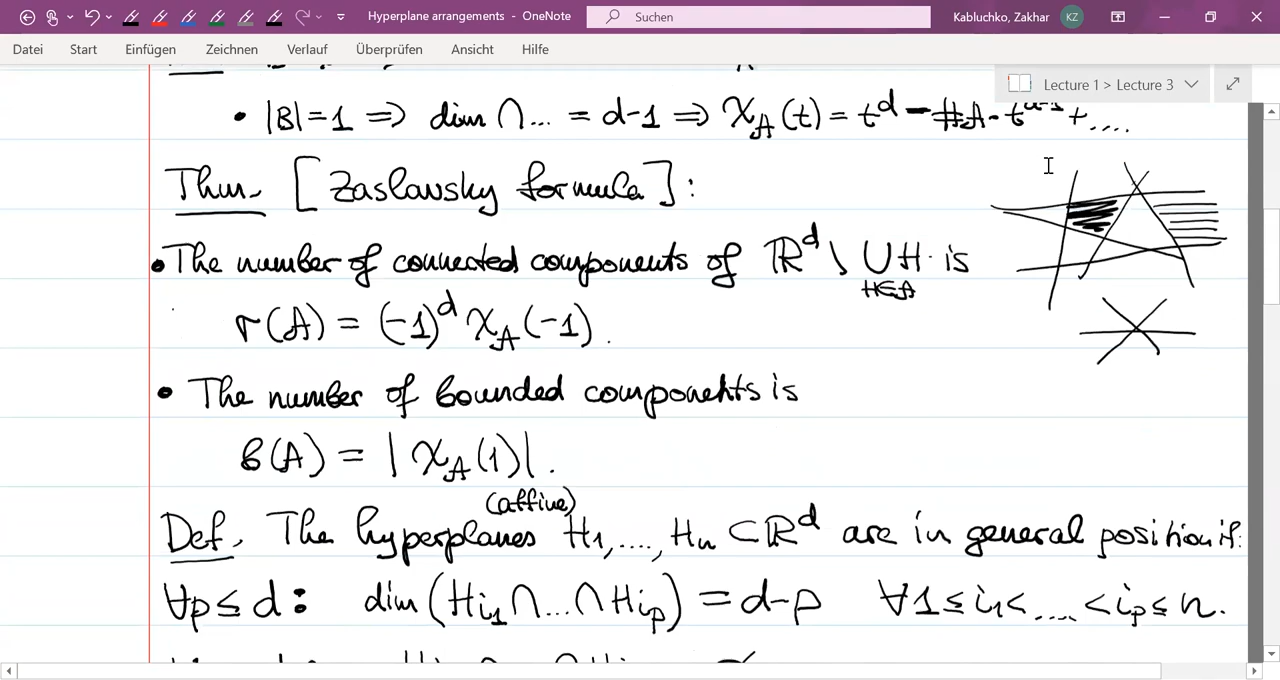 Hyperplane arrangements - OneNote
Suchen
Kabluchko, Zakhar KZ
Datei Start Einfügen Zeichnen Verlauf Überprüfen Ansicht Hilfe
Lecture 1 > Lecture 3
• |B|=1 ⟹ dim ∩... = d-1 ⟹ χ_A(t) = t^d - #A · t^{d-1} + ....
Thm. [Zaslavsky formula]:
• The number of connected components of ℝ^d \ ∪_{H∈A} H is
r(A) = (-1)^d χ_A(-1).
• The number of bounded components is
b(A) = |χ_A(1)|.
(affine)
Def. The hyperplanes H_1, ...., H_n ⊂ ℝ^d are in general position if:
∀p ≤ d: dim(H_{i_1} ∩ ... ∩ H_{i_p}) = d-p ∀1 ≤ i_1 < .... < i_p ≤ n.